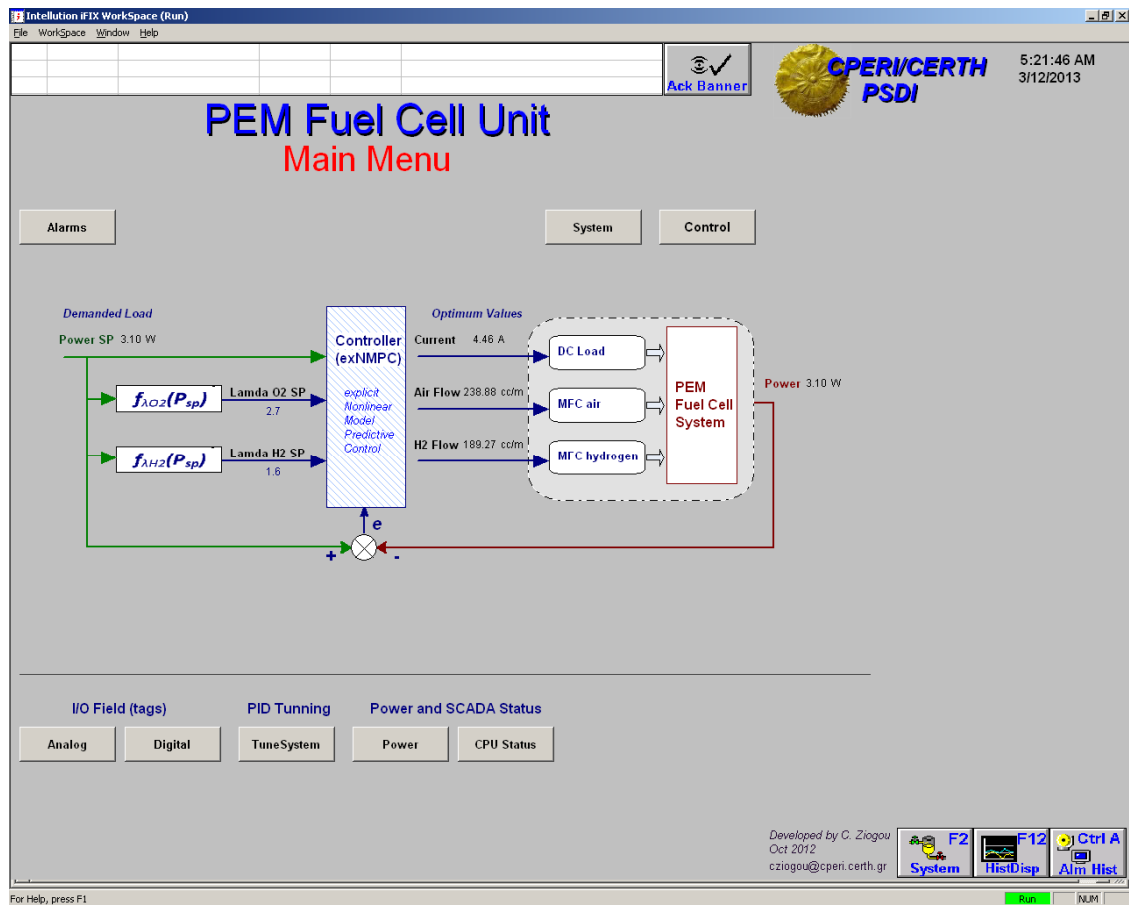 Intellution iFIX WorkSpace (Run)
File WorkSpace Window Help
Ack Banner
CPERI/CERTH
PSDI
5:21:46 AM
3/12/2013
PEM Fuel Cell Unit
Main Menu
Alarms
System
Control
Demanded Load
Power SP 3.10 W
fλO2(Psp)
Lamda O2 SP
2.7
fλH2(Psp)
Lamda H2 SP
1.6
Controller
(exNMPC)
explicit
Nonlinear
Model
Predictive
Control
Optimum Values
Current 4.46 A
Air Flow 238.88 cc/m
H2 Flow 189.27 cc/m
DC Load
MFC air
MFC hydrogen
PEM
Fuel Cell
System
Power 3.10 W
e
+
-
I/O Field (tags)
PID Tunning
Power and SCADA Status
Analog
Digital
TuneSystem
Power
CPU Status
Developed by C. Ziogou
Oct 2012
cziogou@cperi.certh.gr
F2
System
F12
HistDisp
Ctrl A
Alm Hist
For Help, press F1
Run
NUM